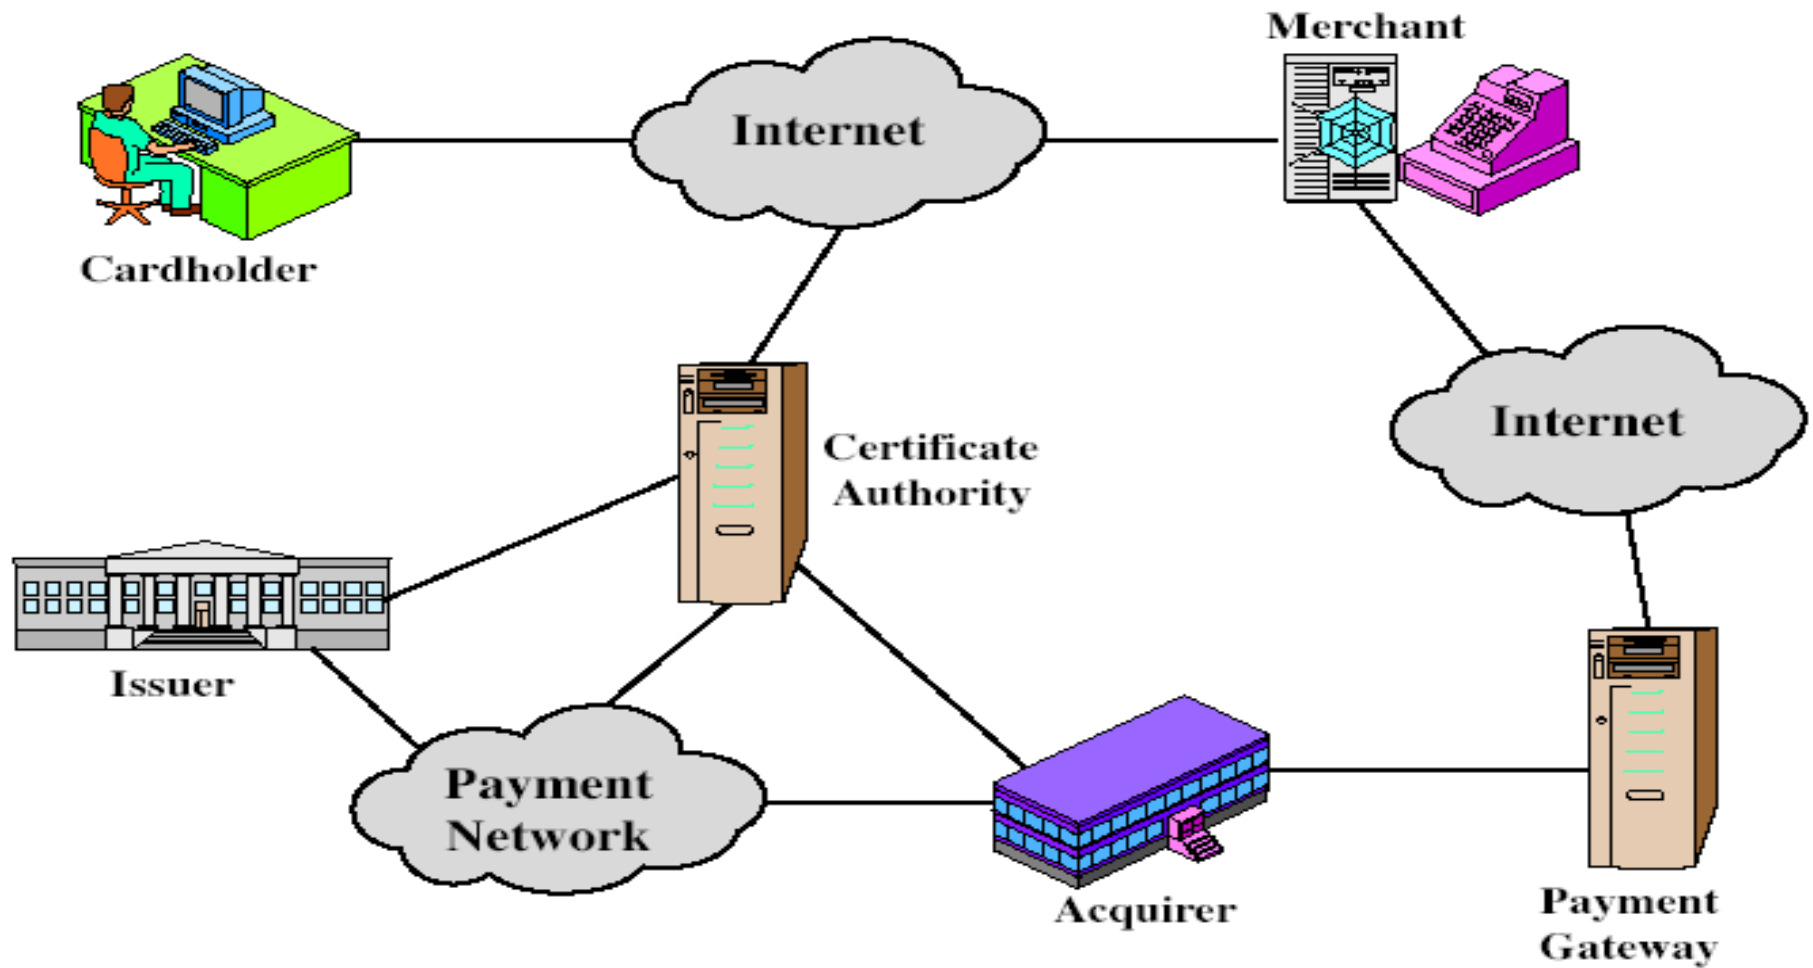 Merchant
Internet
Cardholder
Internet
Certificate
Authority
Issuer
Payment
Network
Acquirer
Payment
Gateway